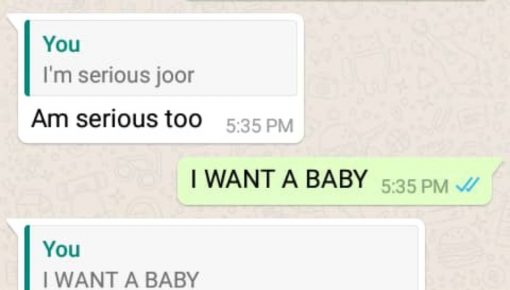 You
I'm serious joor
Am serious too 5:35 PM
I WANT A BABY 5:35 PM
You
I WANT A BABY